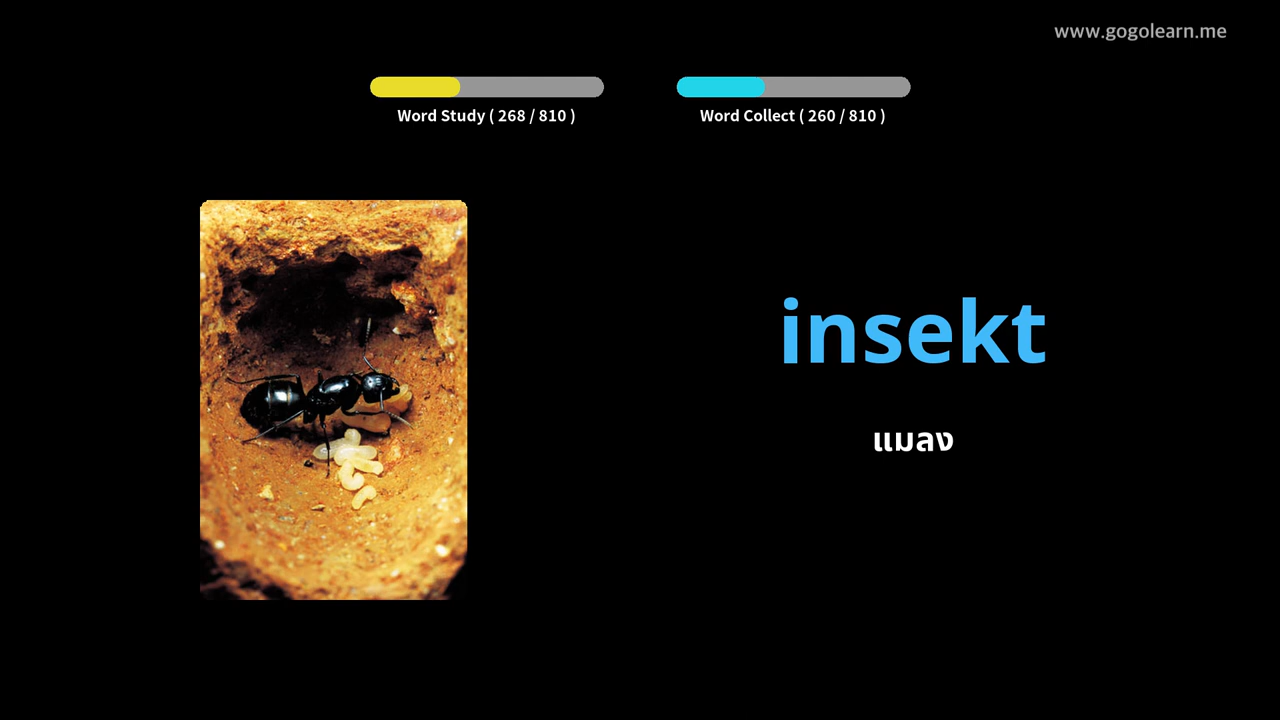 www.gogolearn.me
Word Study ( 268 / 810 )
Word Collect ( 260 / 810 )
insekt
แมลง